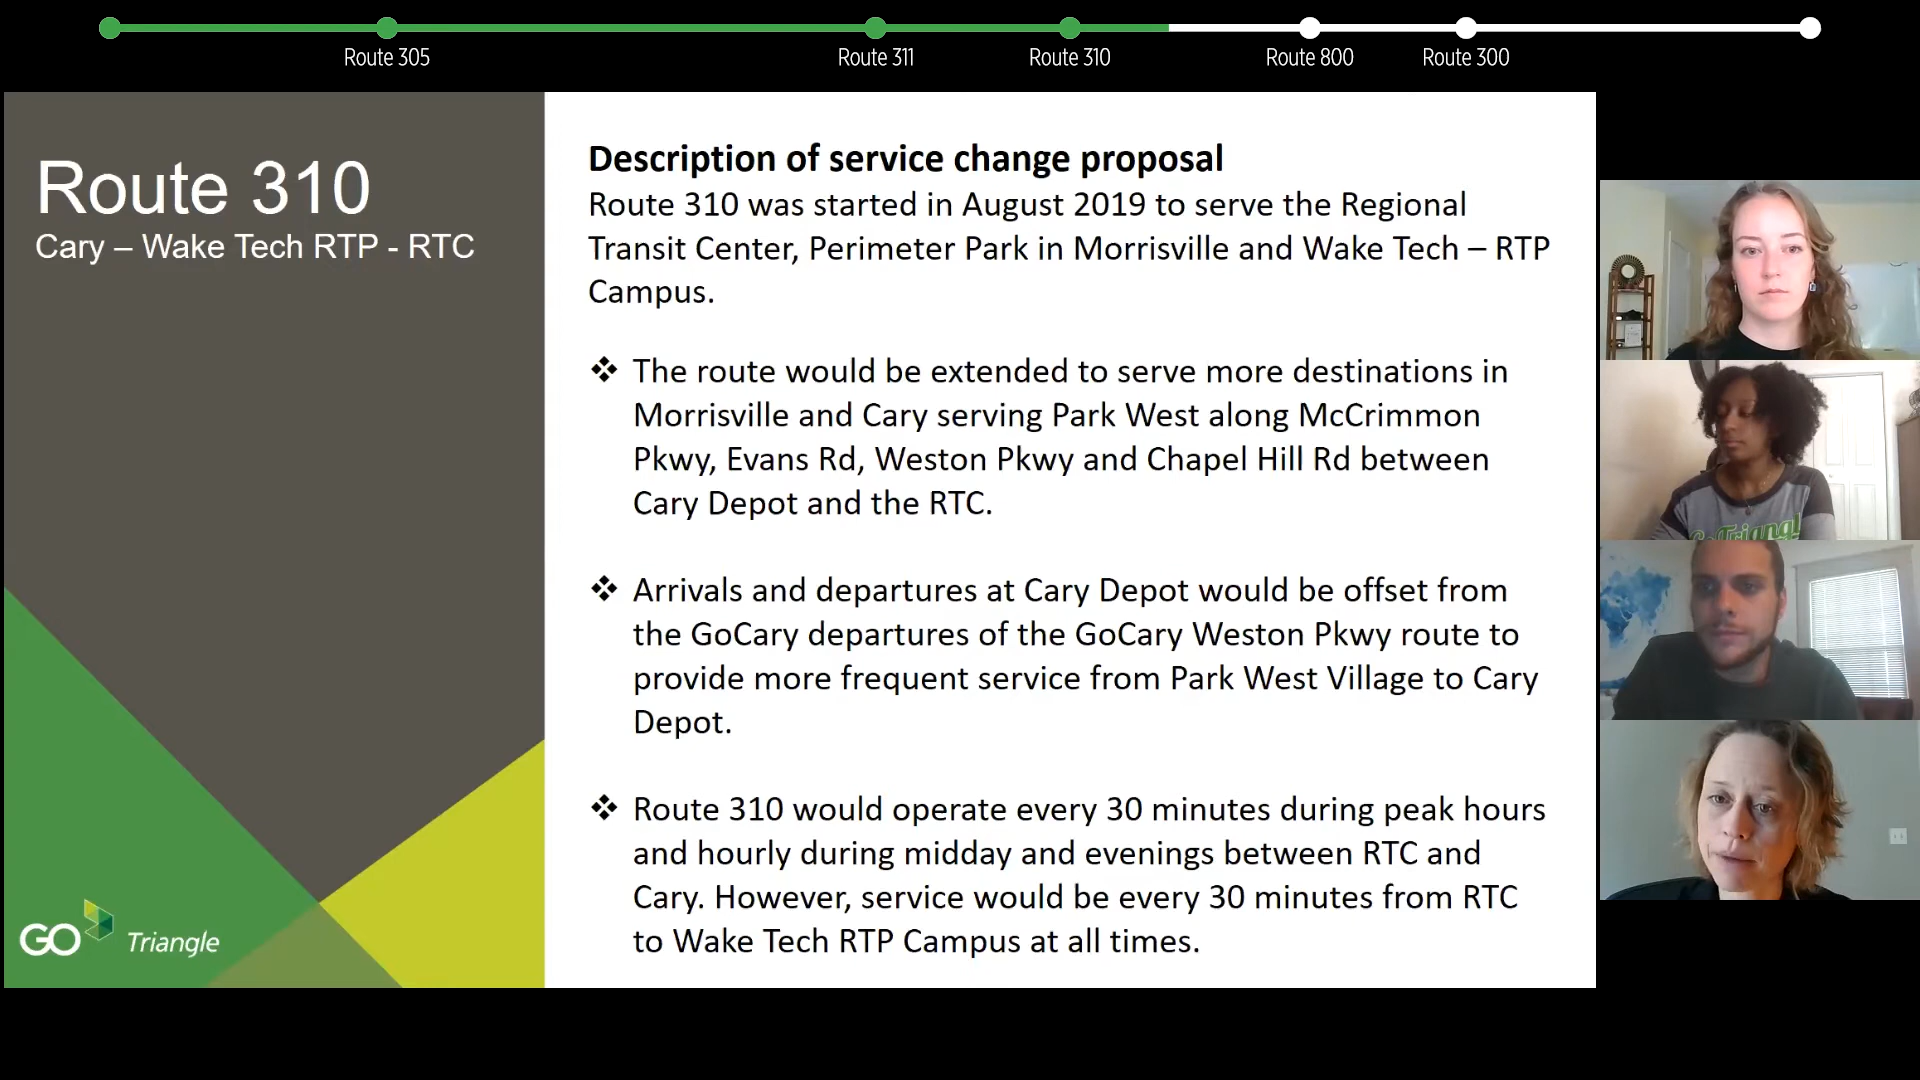 Route 305
Route 311
Route 310
Route 800
Route 300
Route 310
Cary – Wake Tech RTP - RTC
GO Triangle
Description of service change proposal
Route 310 was started in August 2019 to serve the Regional
Transit Center, Perimeter Park in Morrisville and Wake Tech – RTP
Campus.
❖ The route would be extended to serve more destinations in
Morrisville and Cary serving Park West along McCrimmon
Pkwy, Evans Rd, Weston Pkwy and Chapel Hill Rd between
Cary Depot and the RTC.
❖ Arrivals and departures at Cary Depot would be offset from
the GoCary departures of the GoCary Weston Pkwy route to
provide more frequent service from Park West Village to Cary
Depot.
❖ Route 310 would operate every 30 minutes during peak hours
and hourly during midday and evenings between RTC and
Cary. However, service would be every 30 minutes from RTC
to Wake Tech RTP Campus at all times.